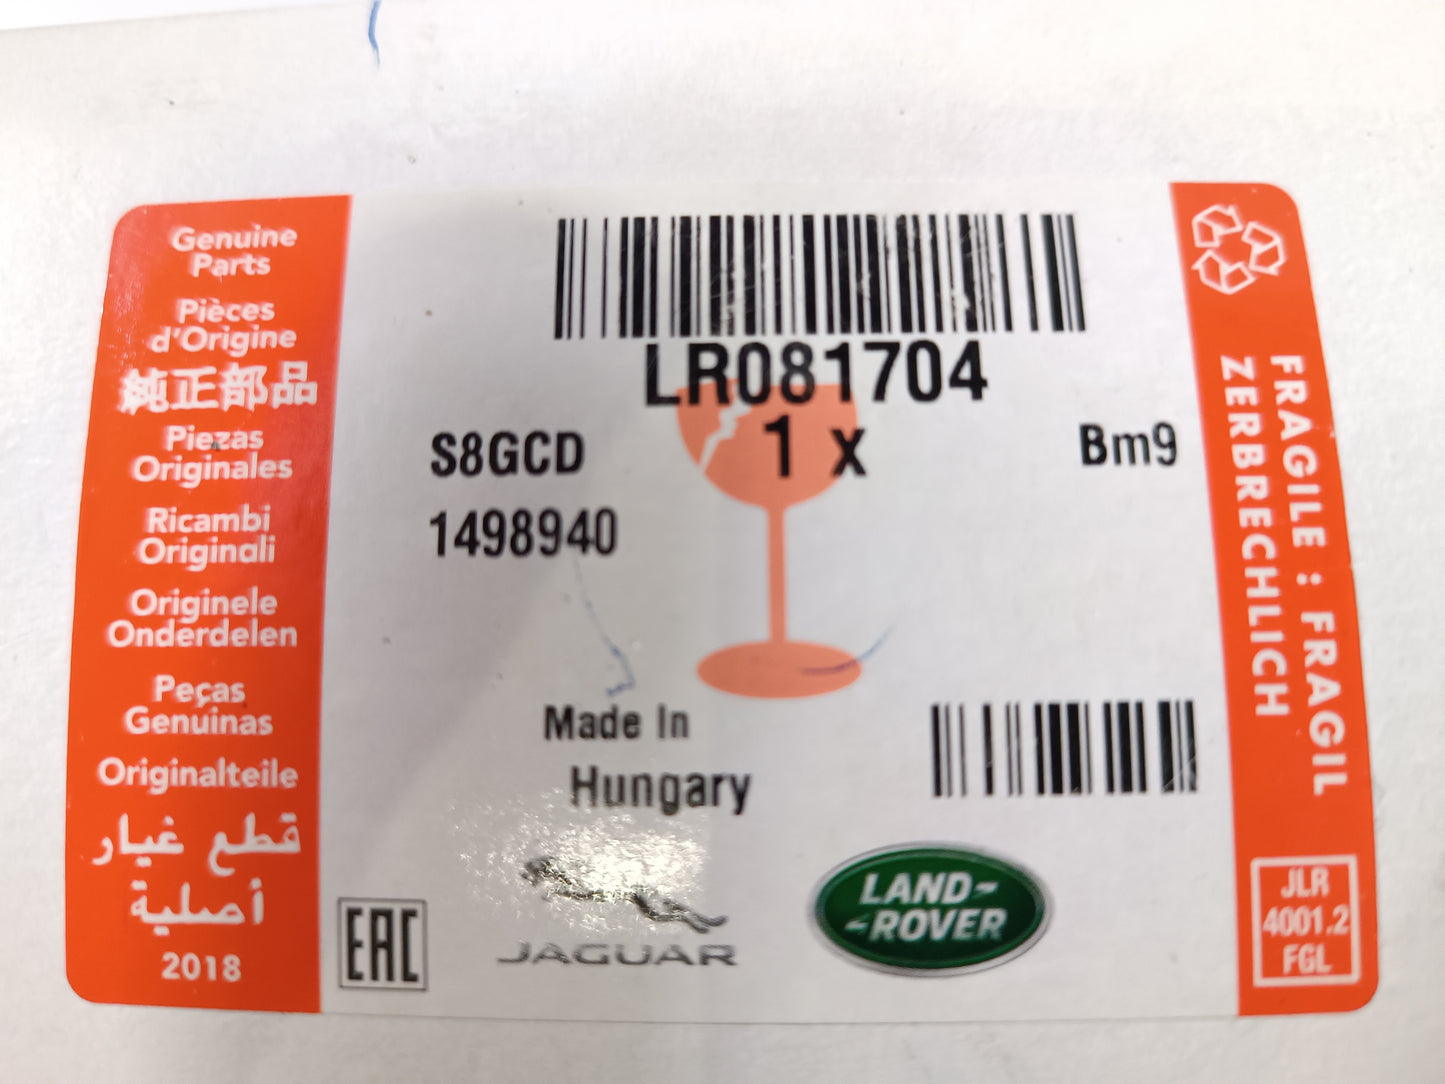 Genuine
Parts
Pièces
d'Origine
純正部品
Piezas
Originales
Ricambi
Originali
Originele
Onderdelen
Peças
Genuinas
Originalteile
قطع غيار
أصلية
2018
LR081704
1 x
S8GCD
Bm9
1498940
Made In
Hungary
EAC
JAGUAR
LAND-
-ROVER
FRAGILE : FRAGIL
ZERBRECHLICH
JLR
4001.2
FGL